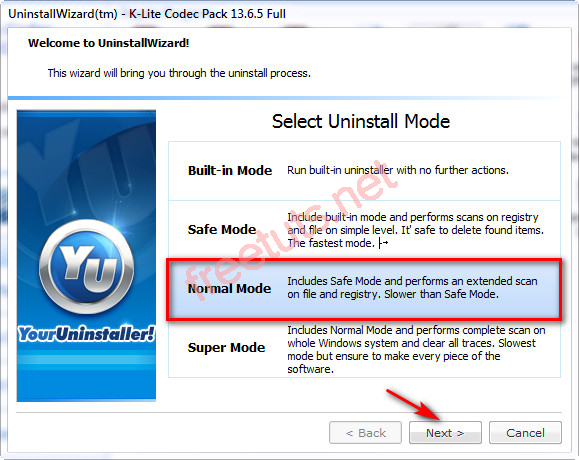 UninstallWizard(tm) - K-Lite Codec Pack 13.6.5 Full
Welcome to UninstallWizard!
This wizard will bring you through the uninstall process.
Select Uninstall Mode
Built-in Mode
Run built-in uninstaller with no further actions.
Safe Mode
Include built-in mode and performs scans on registry
and file on simple level. It' safe to delete found items.
The fastest mode.
Normal Mode
Includes Safe Mode and performs an extended scan
on file and registry. Slower than Safe Mode.
Super Mode
Includes Normal Mode and performs complete scan on
whole Windows system and clear all traces. Slowest
mode but ensure to make every piece of the
software.
YU
YourUninstaller!
freetuts.net
< Back
Next >
Cancel